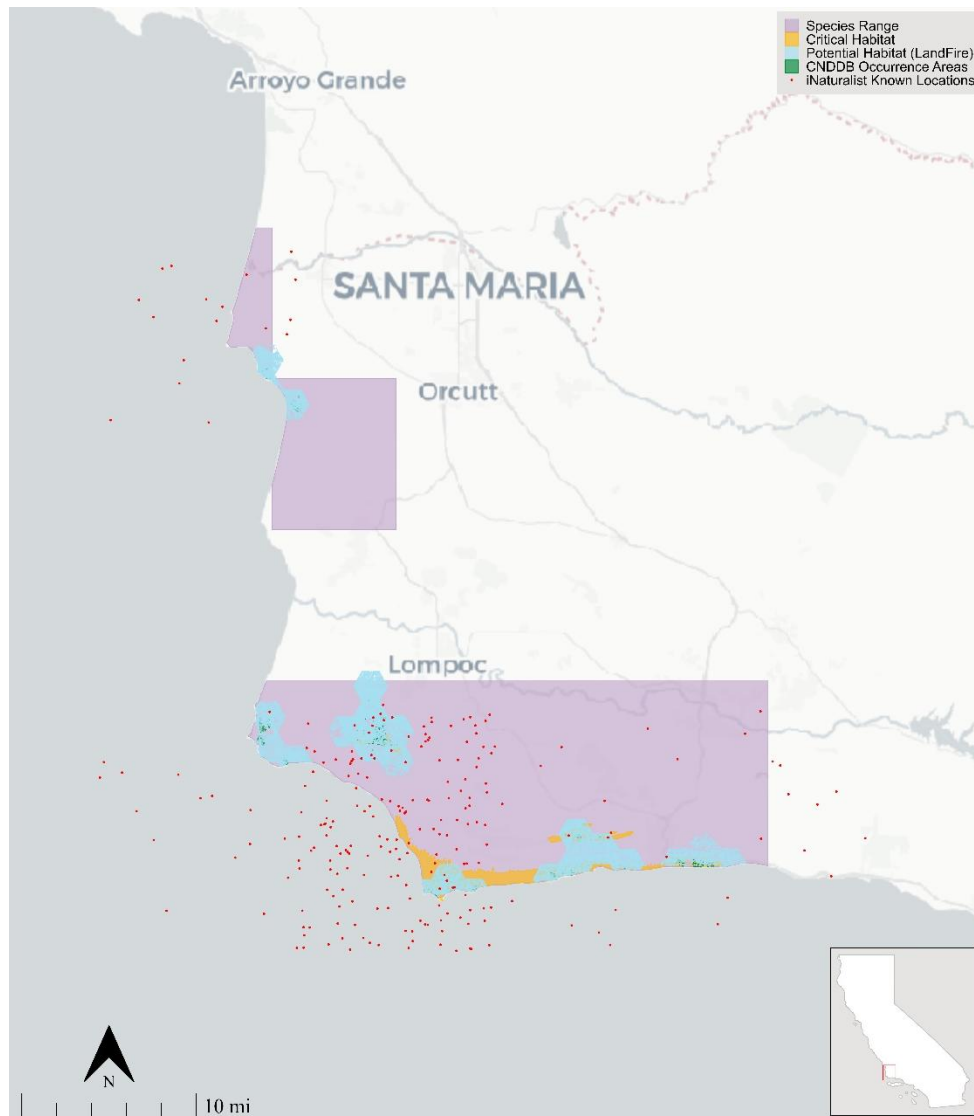 Species Range
Critical Habitat
Potential Habitat (LandFire)
CNDDB Occurrence Areas
iNaturalist Known Locations
Arroyo Grande
SANTA MARIA
Orcutt
Lompoc
N
10 mi